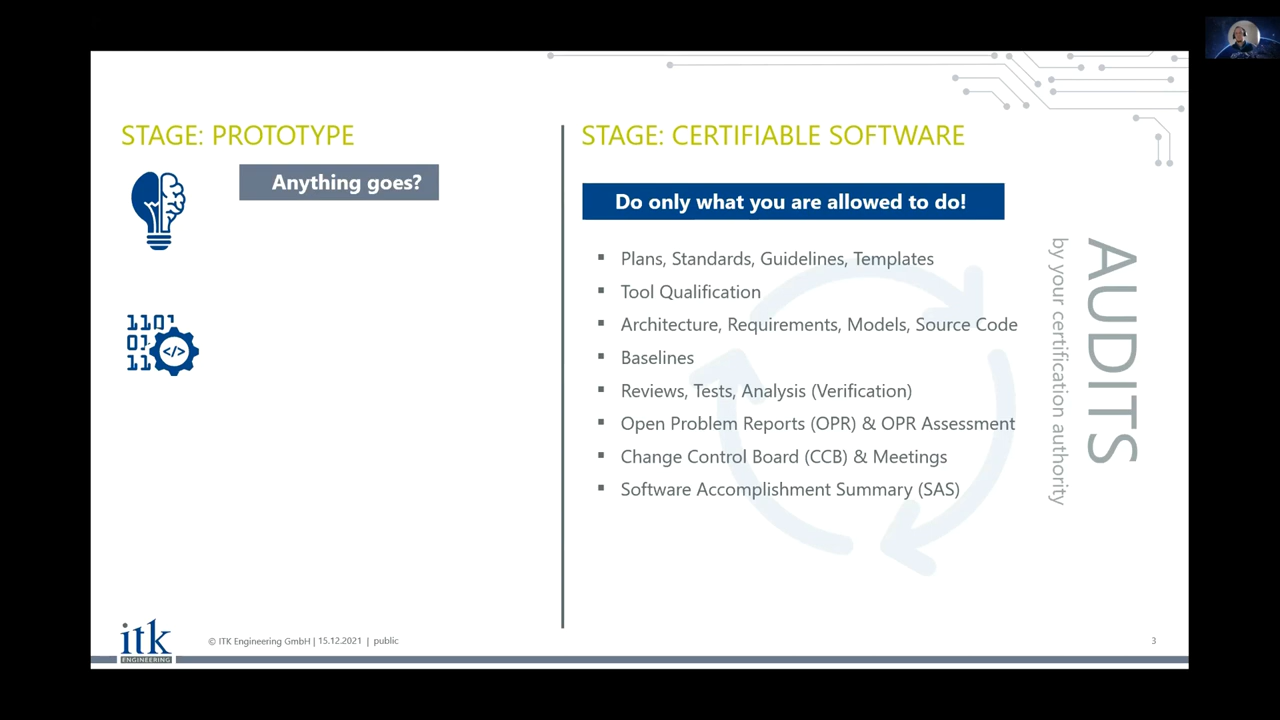 STAGE: PROTOTYPE
Anything goes?
1101
01
11
</>
STAGE: CERTIFIABLE SOFTWARE
Do only what you are allowed to do!
▪ Plans, Standards, Guidelines, Templates
▪ Tool Qualification
▪ Architecture, Requirements, Models, Source Code
▪ Baselines
▪ Reviews, Tests, Analysis (Verification)
▪ Open Problem Reports (OPR) & OPR Assessment
▪ Change Control Board (CCB) & Meetings
▪ Software Accomplishment Summary (SAS)
AUDITS
by your certification authority
itk
ENGINEERING
© ITK Engineering GmbH | 15.12.2021 | public
3